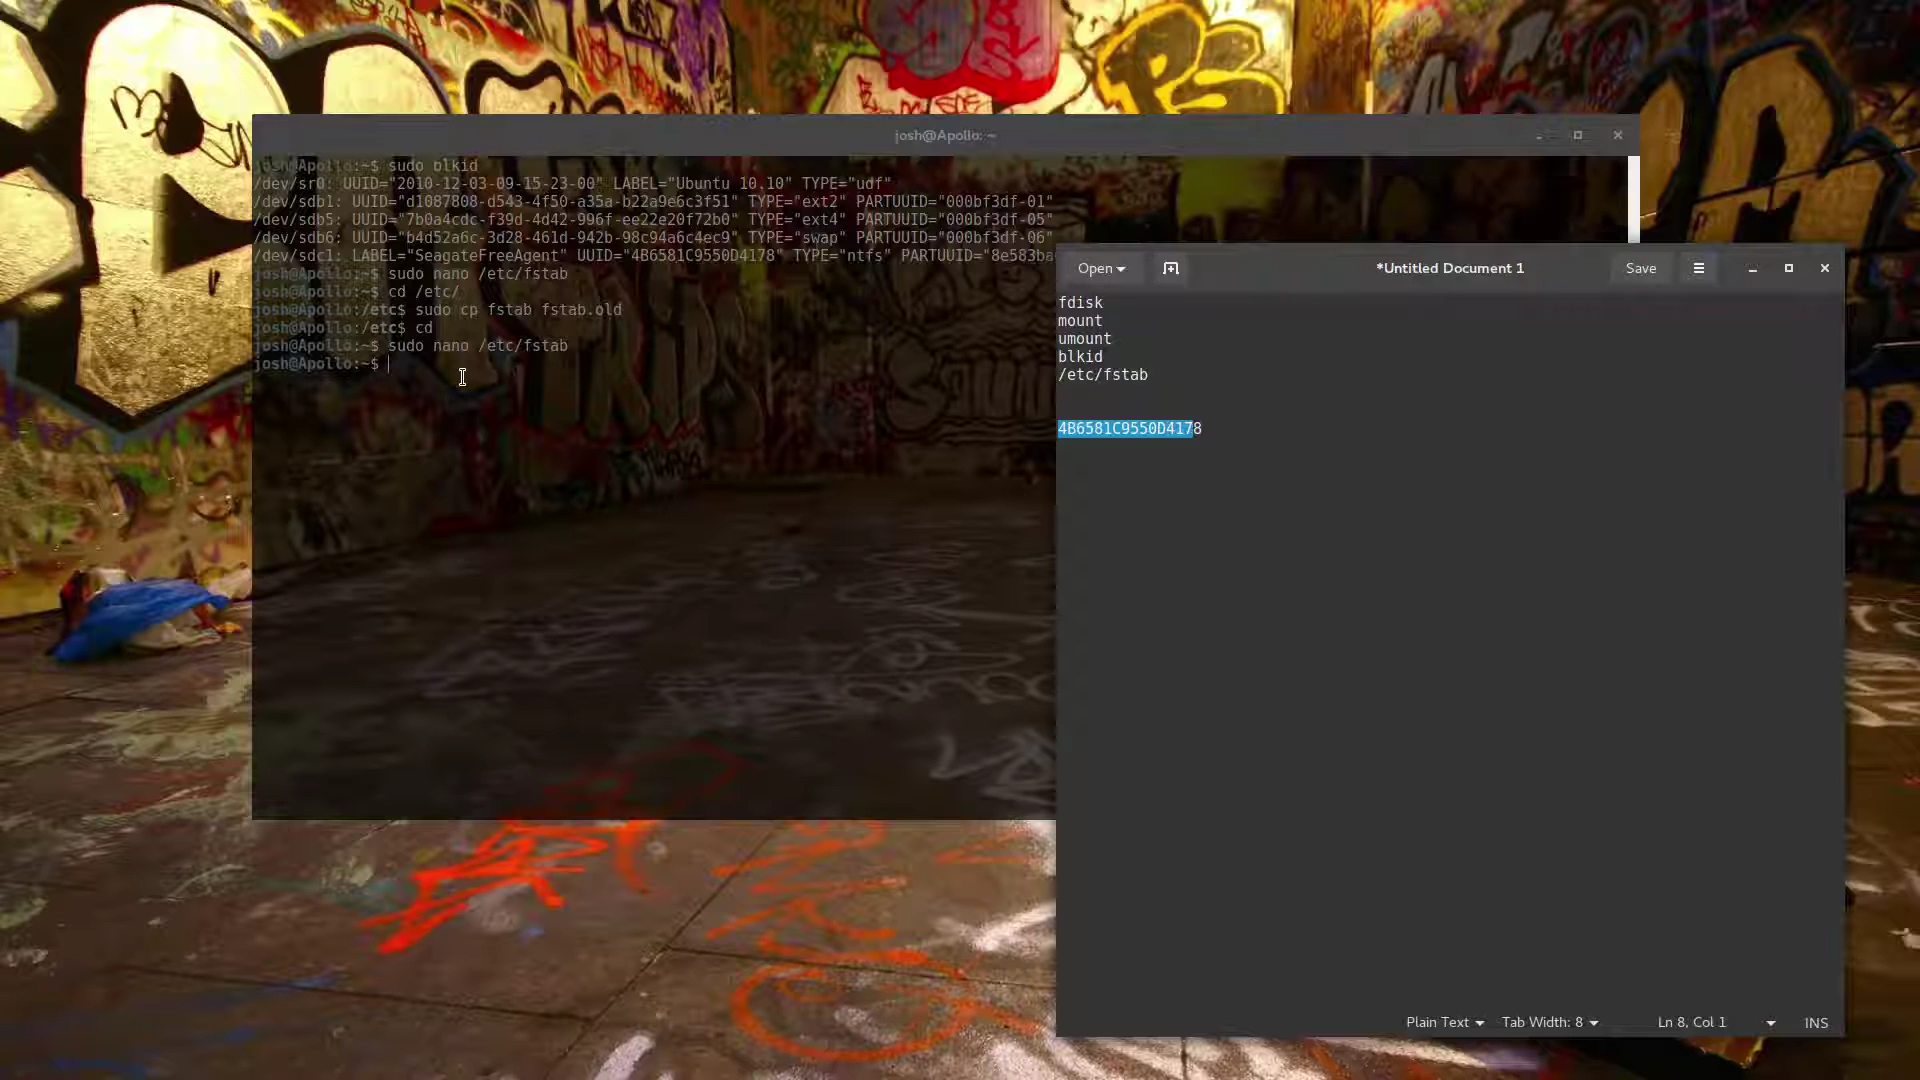 josh@Apollo: ~
josh@Apollo:~$ sudo blkid
/dev/sr0: UUID="2010-12-03-09-15-23-00" LABEL="Ubuntu 10.10" TYPE="udf"
/dev/sdb1: UUID="d1087808-d543-4f50-a35a-b22a9e6c3f51" TYPE="ext2" PARTUUID="000bf3df-01"
/dev/sdb5: UUID="7b0a4cdc-f39d-4d42-996f-ee22e20f72b0" TYPE="ext4" PARTUUID="000bf3df-05"
/dev/sdb6: UUID="b4d52a6c-3d28-461d-942b-98c94a6c4ec9" TYPE="swap" PARTUUID="000bf3df-06"
/dev/sdc1: LABEL="SeagateFreeAgent" UUID="4B6581C9550D4178" TYPE="ntfs" PARTUUID="8e583ba
josh@Apollo:~$ sudo nano /etc/fstab
josh@Apollo:~$ cd /etc/
josh@Apollo:/etc$ sudo cp fstab fstab.old
josh@Apollo:/etc$ cd
josh@Apollo:~$ sudo nano /etc/fstab
josh@Apollo:~$
Open
*Untitled Document 1
Save
fdisk
mount
umount
blkid
/etc/fstab
4B6581C9550D4178
Plain Text
Tab Width: 8
Ln 8, Col 1
INS